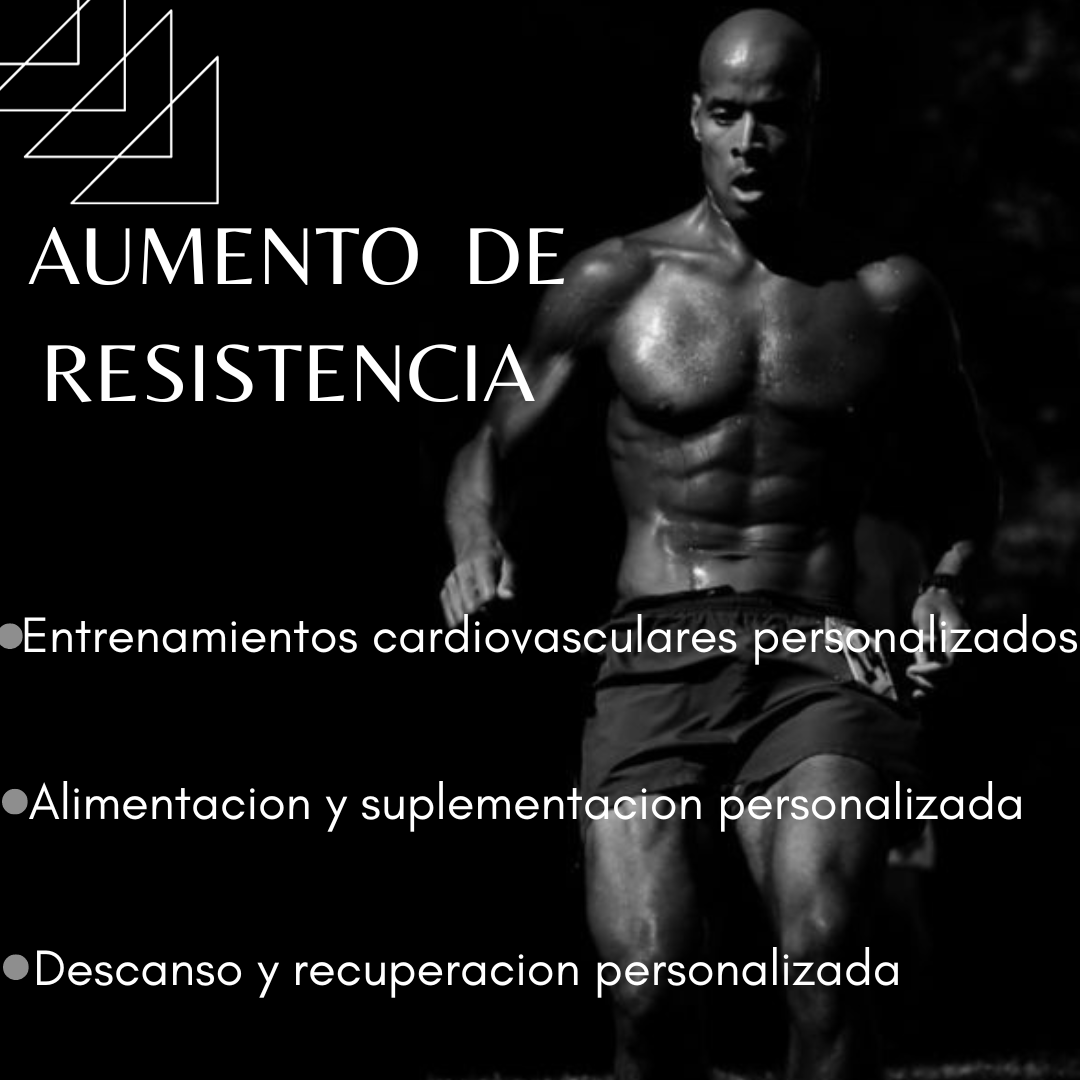 AUMENTO DE
RESISTENCIA
Entrenamientos cardiovasculares personalizados
Alimentacion y suplementacion personalizada
Descanso y recuperacion personalizada